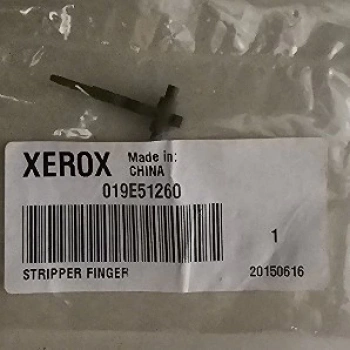 XEROX Made in:
CHINA
019E51260
1
STRIPPER FINGER 20150616